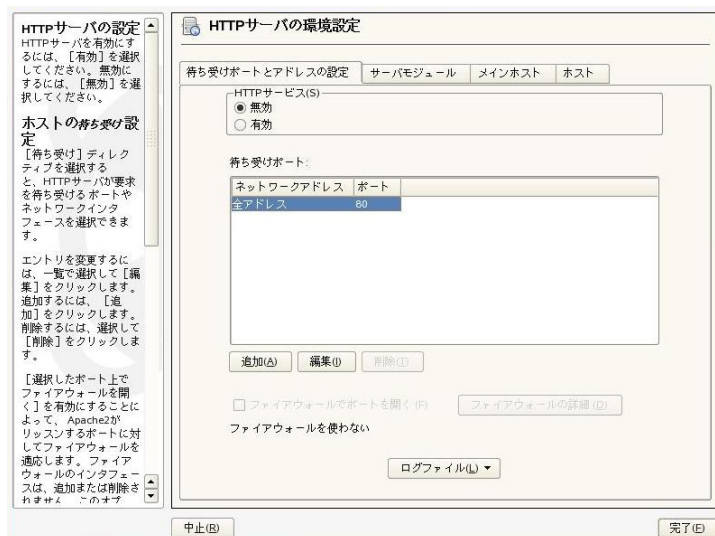 HTTPサーバの設定
HTTPサーバを有効にす
るには、［有効］を選択
してください。無効に
するには、［無効］を選
択してください。
ホストの待ち受け設
定
［待ち受け］ディレク
ティブを選択する
と、HTTPサーバが要求
を待ち受けるポートや
ネットワークインタ
フェースを選択できま
す。
エントリを変更するに
は、一覧で選択して［編
集］をクリックします。
追加するには、［追
加］をクリックします。
削除するには、選択して
［削除］をクリックしま
す。
［選択したポート上で
ファイアウォールを開
く］を有効にすることに
よって、Apache2が
リッスンするポートに対
してファイアウォールを
適応します。ファイア
ウォールのインタフェー
スは、追加または削除さ
れません。このオプ
HTTPサーバの環境設定
待ち受けポートとアドレスの設定 サーバモジュール メインホスト ホスト
HTTPサービス(S)
無効
有効
待ち受けポート:
ネットワークアドレス ポート
全アドレス 80
追加(A) 編集(I) 削除(T)
ファイアウォールでポートを開く(F) ファイアウォールの詳細(D)
ファイアウォールを使わない
ログファイル(L)
中止(R) 完了(F)